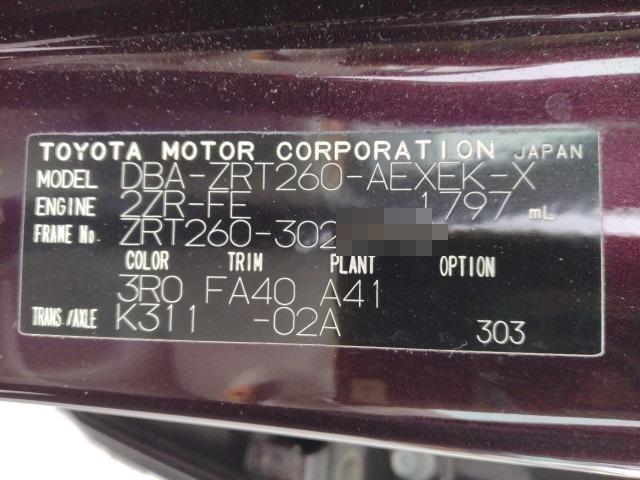 TOYOTA MOTOR CORPORATION JAPAN
MODEL DBA-ZRT260-AEXEK-X
ENGINE 2ZR-FE 1797 mL
FRAME No. ZRT260-302
COLOR TRIM PLANT OPTION
3R0 FA40 A41
TRANS./AXLE K311 -02A 303